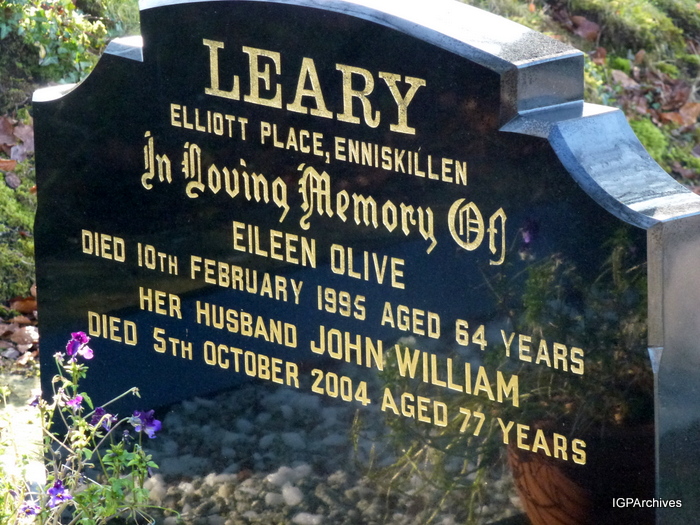 LEARY
ELLIOTT PLACE, ENNISKILLEN
In Loving Memory Of
EILEEN OLIVE
DIED 10TH FEBRUARY 1995 AGED 64 YEARS
HER HUSBAND JOHN WILLIAM
DIED 5TH OCTOBER 2004 AGED 77 YEARS
IGPArchives